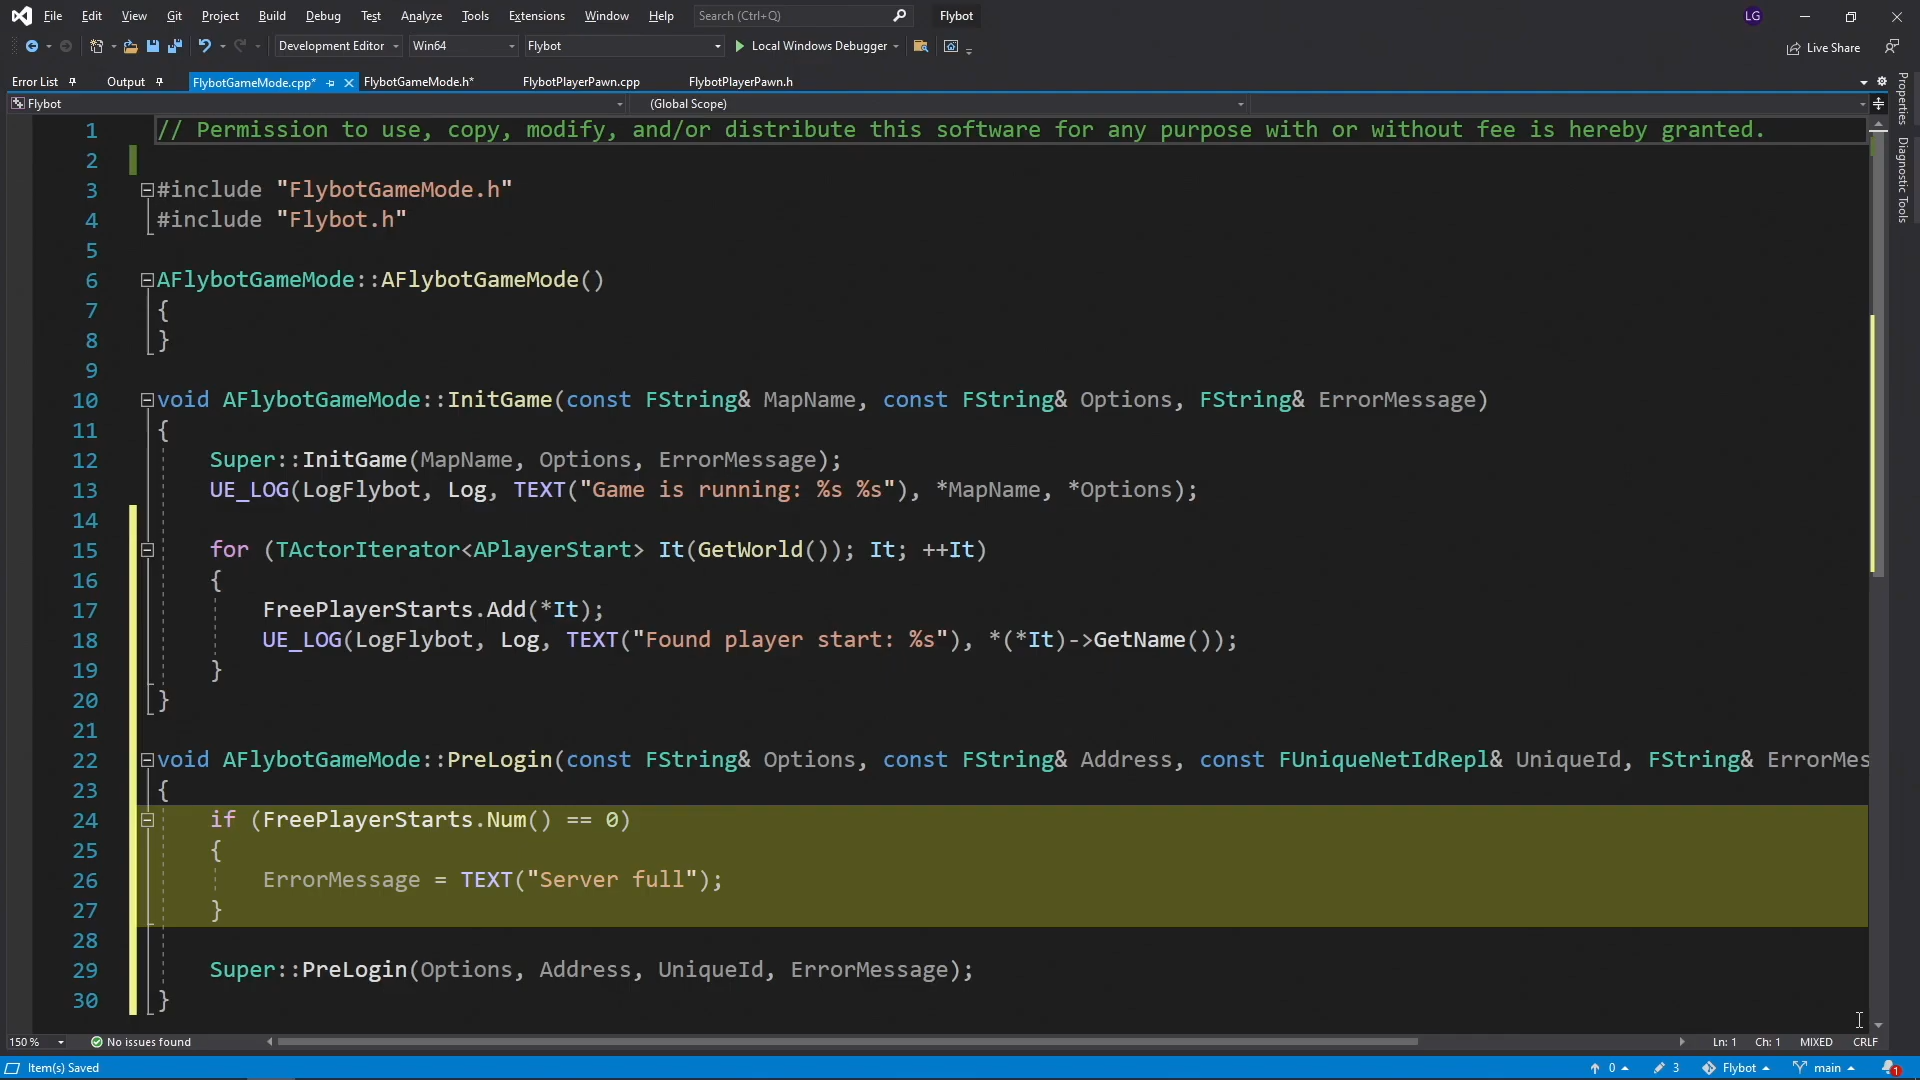 File Edit View Git Project Build Debug Test Analyze Tools Extensions Window Help Search (Ctrl+Q) Flybot LG
Development Editor Win64 Flybot Local Windows Debugger Live Share
Error List Output FlybotGameMode.cpp* FlybotGameMode.h* FlybotPlayerPawn.cpp FlybotPlayerPawn.h
Flybot (Global Scope)
Properties
Diagnostic Tools
1 // Permission to use, copy, modify, and/or distribute this software for any purpose with or without fee is hereby granted.
2
3 #include "FlybotGameMode.h"
4 #include "Flybot.h"
5
6 AFlybotGameMode::AFlybotGameMode()
7 {
8 }
9
10 void AFlybotGameMode::InitGame(const FString& MapName, const FString& Options, FString& ErrorMessage)
11 {
12 Super::InitGame(MapName, Options, ErrorMessage);
13 UE_LOG(LogFlybot, Log, TEXT("Game is running: %s %s"), *MapName, *Options);
14
15 for (TActorIterator<APlayerStart> It(GetWorld()); It; ++It)
16 {
17 FreePlayerStarts.Add(*It);
18 UE_LOG(LogFlybot, Log, TEXT("Found player start: %s"), *(*It)->GetName());
19 }
20 }
21
22 void AFlybotGameMode::PreLogin(const FString& Options, const FString& Address, const FUniqueNetIdRepl& UniqueId, FString& ErrorMes
23 {
24 if (FreePlayerStarts.Num() == 0)
25 {
26 ErrorMessage = TEXT("Server full");
27 }
28
29 Super::PreLogin(Options, Address, UniqueId, ErrorMessage);
30 }
150 % No issues found Ln: 1 Ch: 1 MIXED CRLF
Item(s) Saved 0 3 Flybot main 1